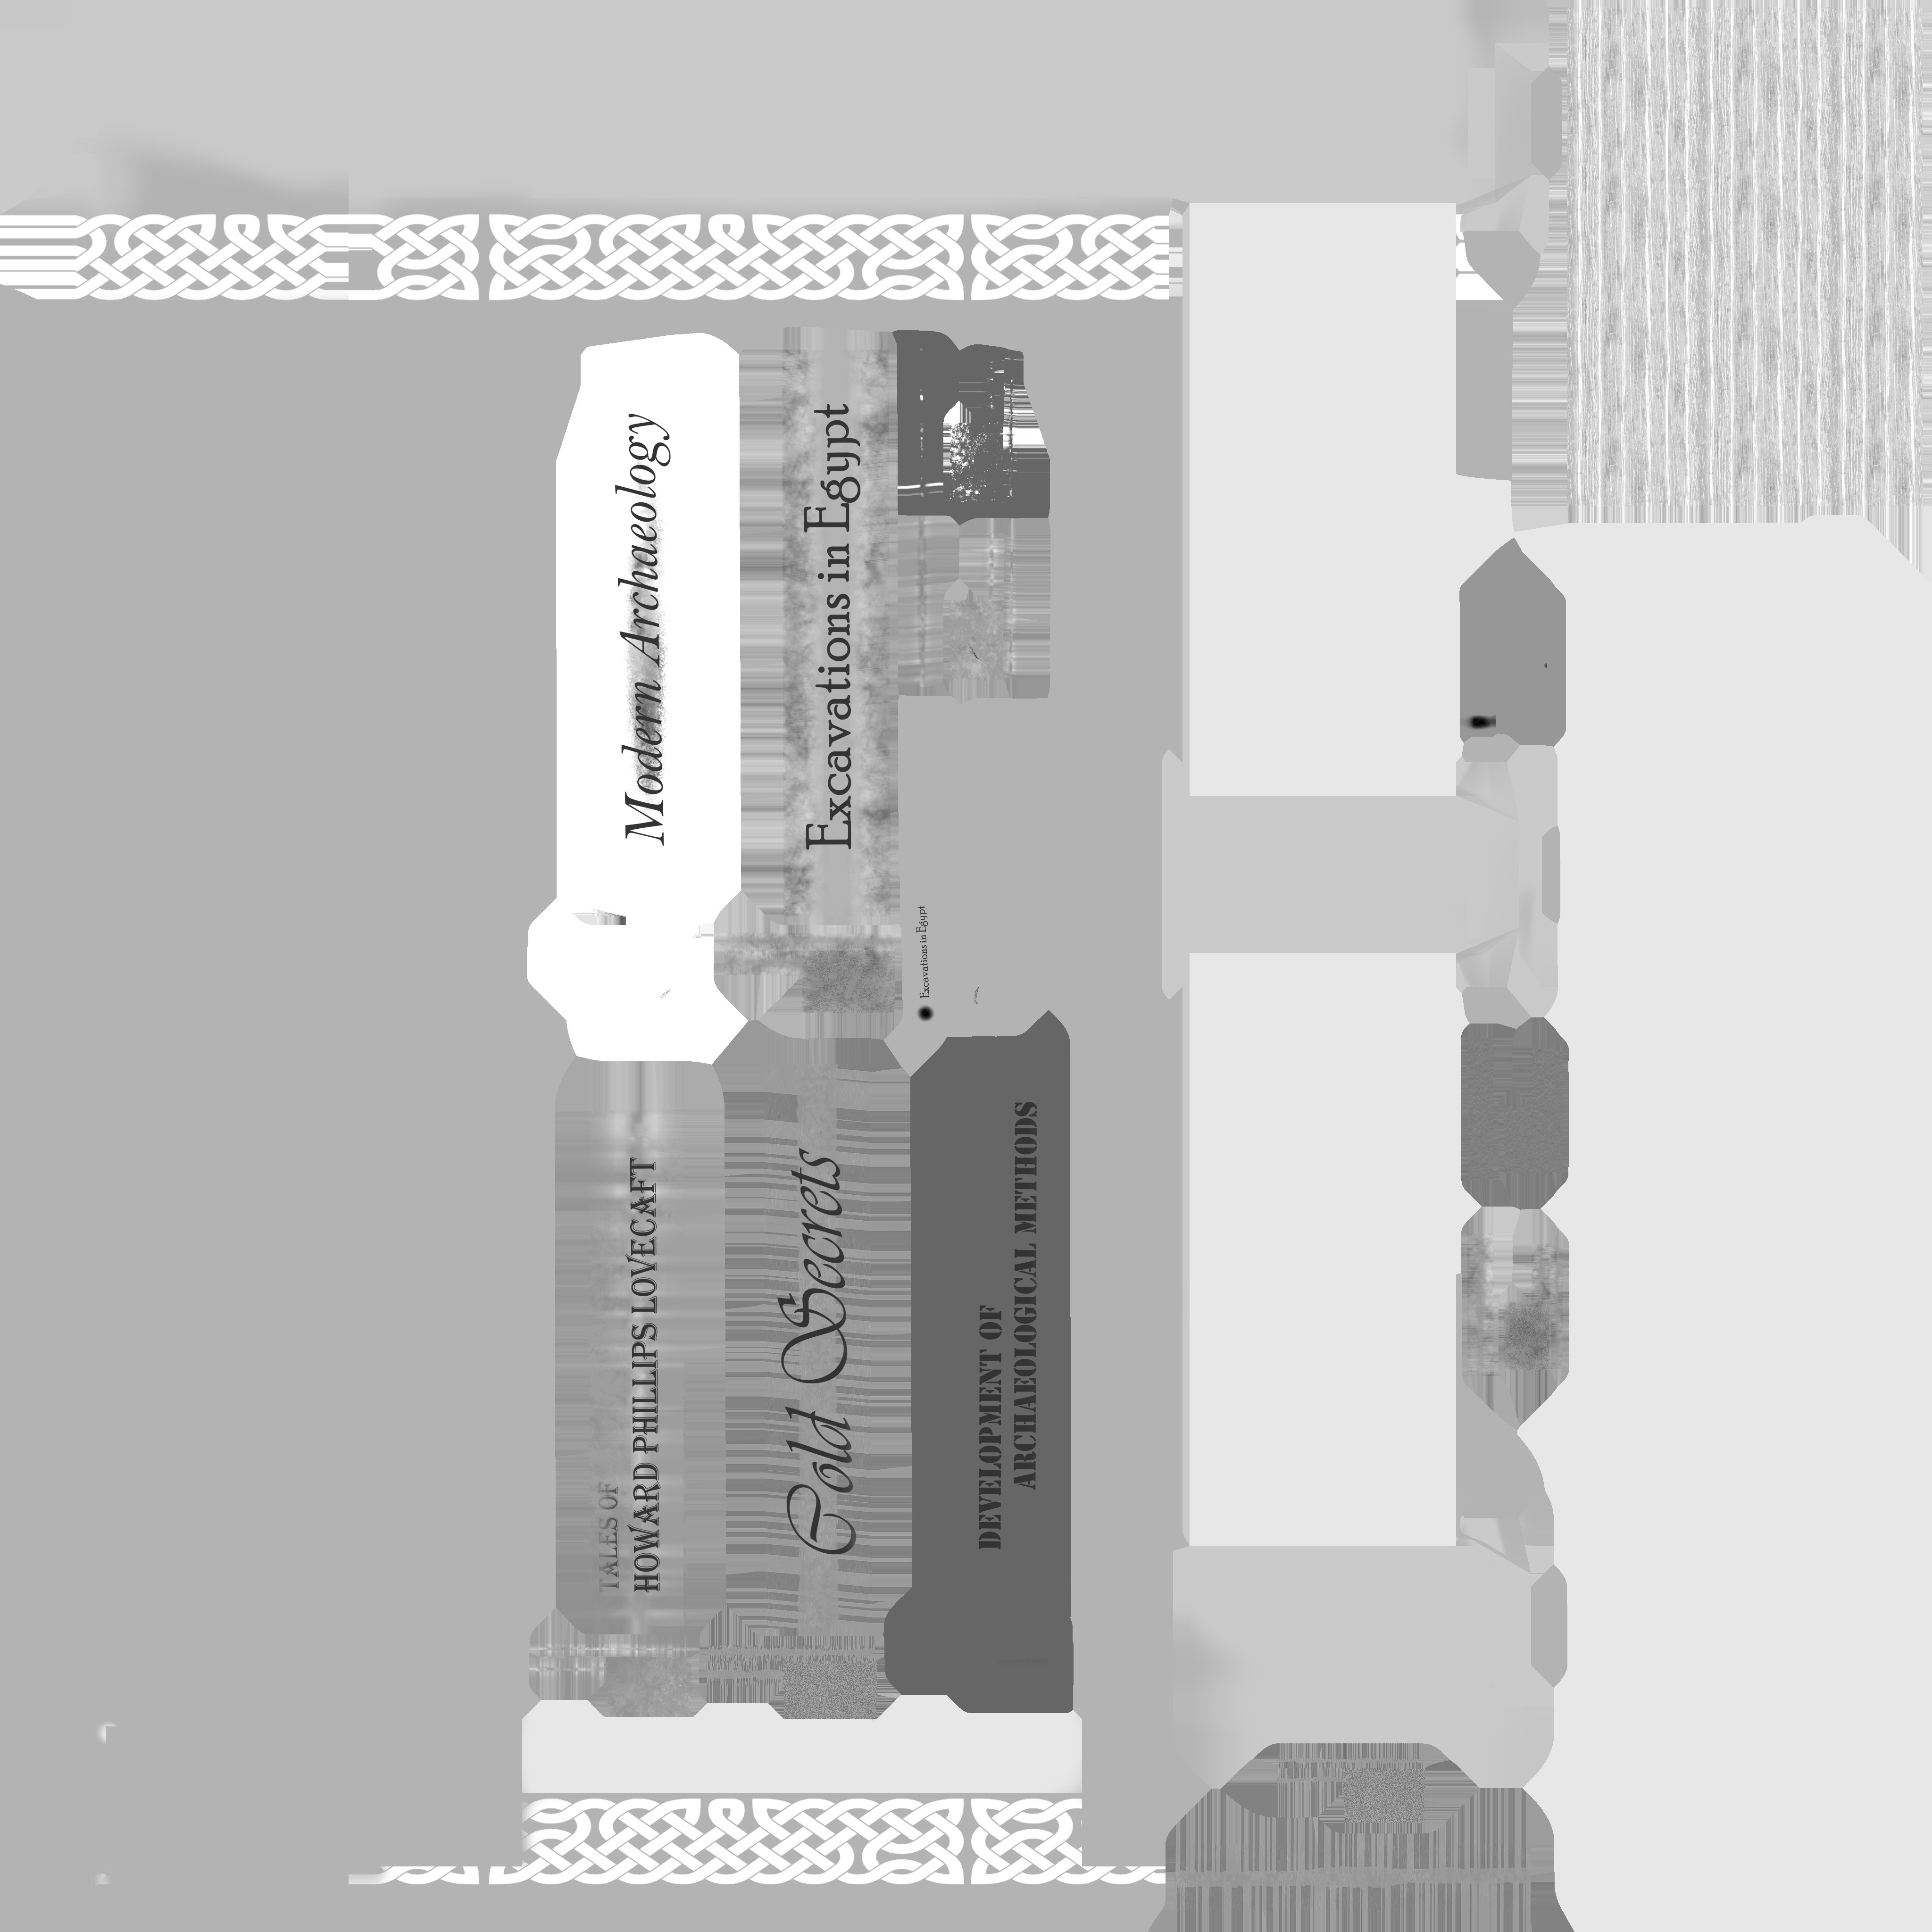 Modern Archaeology
Excavations in Egypt
Excavations in Egypt
TALES OF
HOWARD PHILLIPS LOVECAFT
Cold Secrets
DEVELOPMENT OF
ARCHAEOLOGICAL METHODS